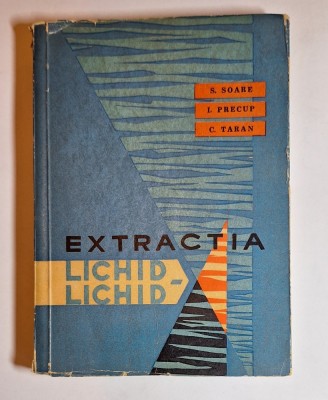 S. SOARE
I. PRECUP
C. TARAN
EXTRACTIA
LICHID-
LICHID